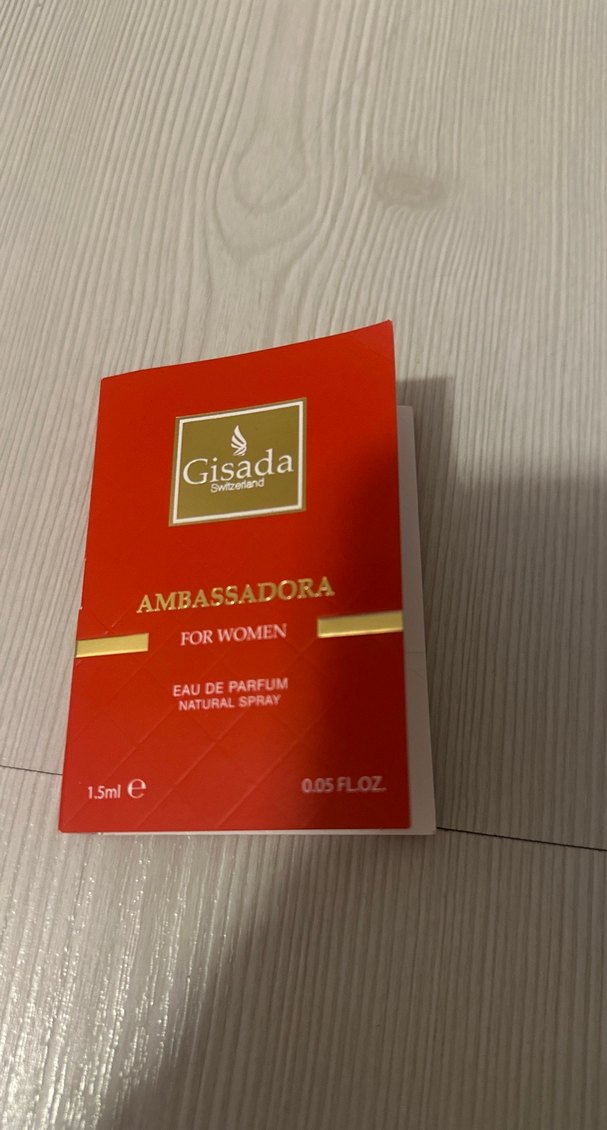 Gisada
Switzerland
AMBASSADORA
FOR WOMEN
EAU DE PARFUM
NATURAL SPRAY
1.5ml ℮
0.05 FL.OZ.